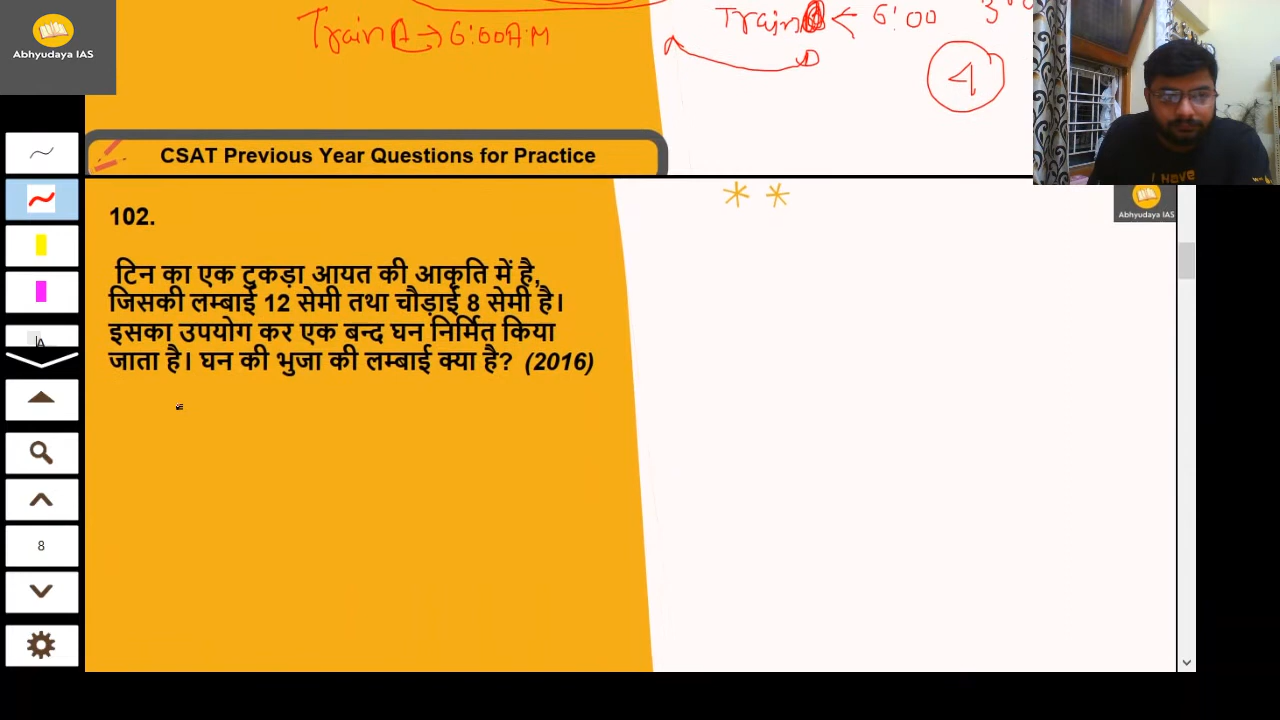 Abhyudaya IAS
Train A → 6:00 A.M
Train
< 6:00
4
CSAT Previous Year Questions for Practice
**
Abhyudaya IAS
I HAVE
102.
टिन का एक टुकड़ा आयत की आकृति में है,
जिसकी लम्बाई 12 सेमी तथा चौड़ाई 8 सेमी है।
इसका उपयोग कर एक बन्द घन निर्मित किया
जाता है। घन की भुजा की लम्बाई क्या है? (2016)
A
8